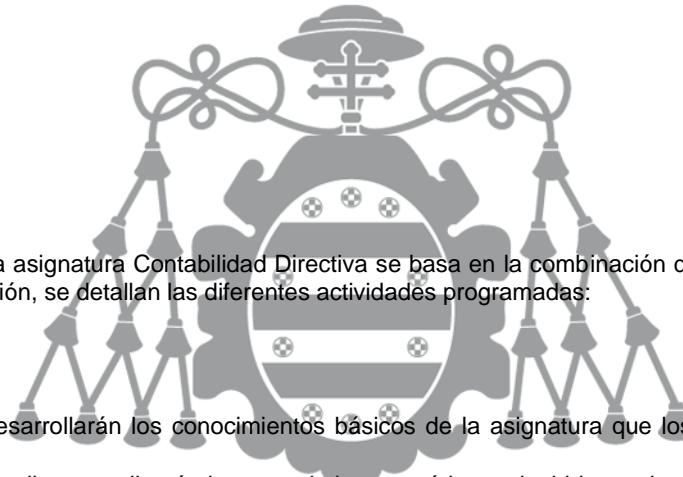 a asignatura Contabilidad Directiva se basa en la combinación d
ción, se detallan las diferentes actividades programadas:
esarrollarán los conocimientos básicos de la asignatura que los